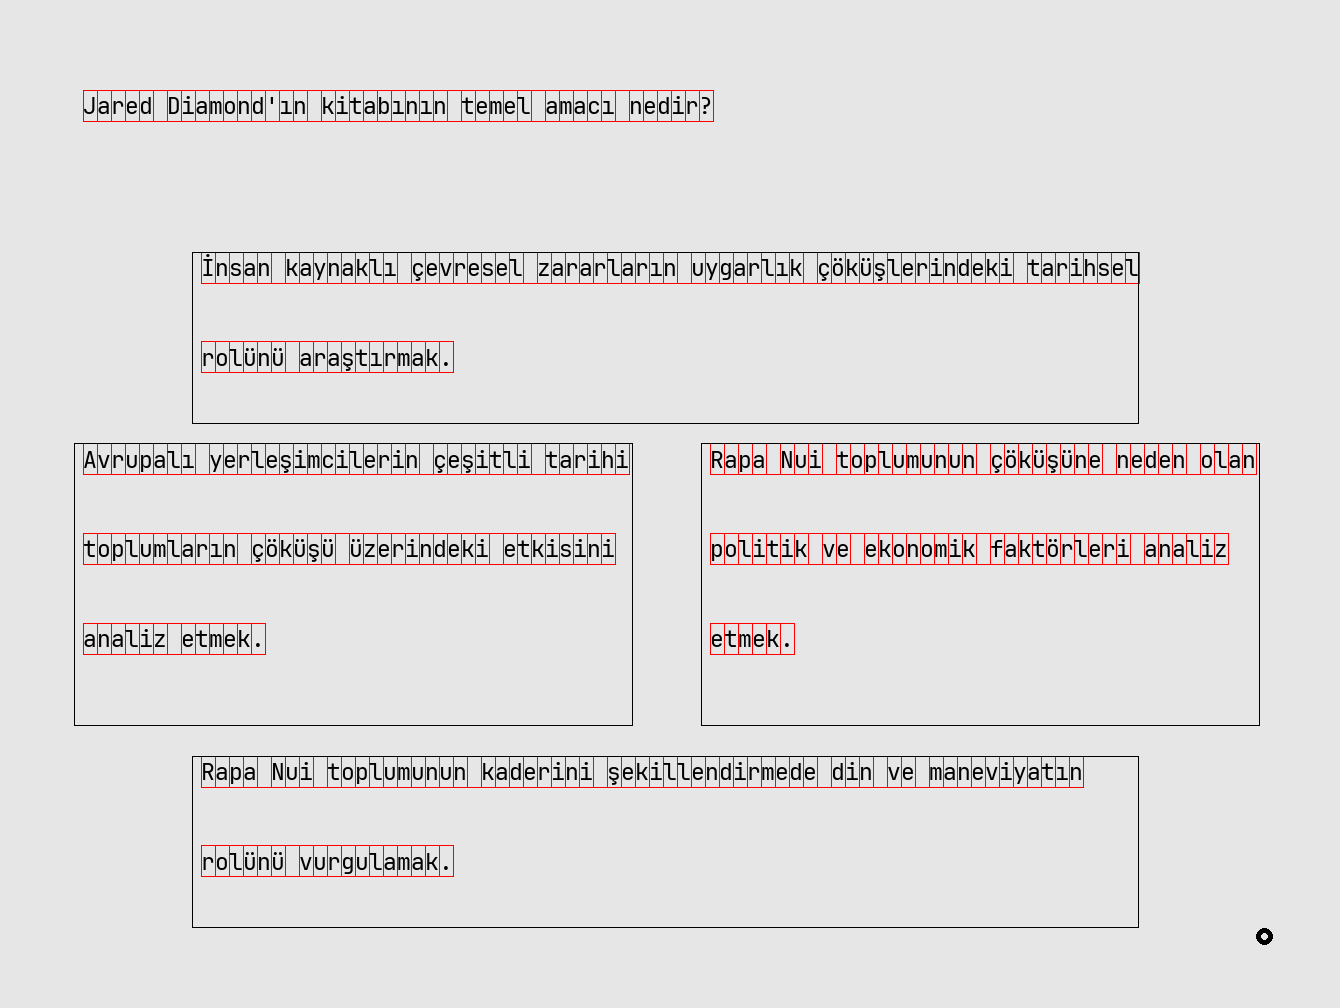 Jared Diamond'ın kitabının temel amacı nedir?
İnsan kaynaklı çevresel zararların uygarlık çöküşlerindeki tarihsel
rolünü araştırmak.
Avrupalı yerleşimcilerin çeşitli tarihi
toplumların çöküşü üzerindeki etkisini
analiz etmek.
Rapa Nui toplumunun çöküşüne neden olan
politik ve ekonomik faktörleri analiz
etmek.
Rapa Nui toplumunun kaderini şekillendirmede din ve maneviyatın
rolünü vurgulamak.